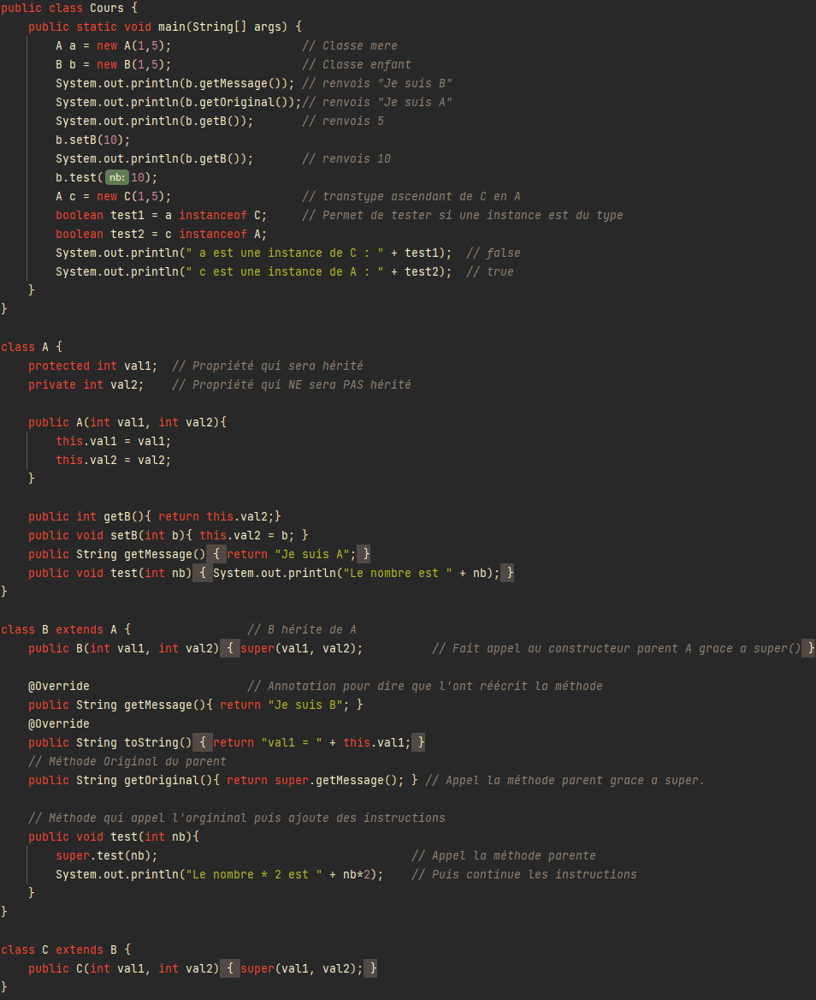 public class Cours {
    public static void main(String[] args) {
        A a = new A(1,5);                   // Classe mere
        B b = new B(1,5);                   // Classe enfant
        System.out.println(b.getMessage()); // renvois "Je suis B"
        System.out.println(b.getOriginal());// renvois "Je suis A"
        System.out.println(b.getB());       // renvois 5
        b.setB(10);
        System.out.println(b.getB());       // renvois 10
        b.test( nb: 10);
        A c = new C(1,5);                   // transtype ascendant de C en A
        boolean test1 = a instanceof C;     // Permet de tester si une instance est du type
        boolean test2 = c instanceof A;
        System.out.println(" a est une instance de C : " + test1);  // false
        System.out.println(" c est une instance de A : " + test2);  // true
    }
}
class A {
    protected int val1;  // Propriété qui sera hérité
    private int val2;    // Propriété qui NE sera PAS hérité
    public A(int val1, int val2){
        this.val1 = val1;
        this.val2 = val2;
    }
    public int getB(){ return this.val2;}
    public void setB(int b){ this.val2 = b; }
    public String getMessage() { return "Je suis A"; }
    public void test(int nb) { System.out.println("Le nombre est " + nb); }
}
class B extends A {                 // B hérite de A
    public B(int val1, int val2) { super(val1, val2);          // Fait appel au constructeur parent A grace a super() }
    @Override                       // Annotation pour dire que l'ont réécrit la méthode
    public String getMessage(){ return "Je suis B"; }
    @Override
    public String toString() { return "val1 = " + this.val1; }
    // Méthode Original du parent
    public String getOriginal(){ return super.getMessage(); } // Appel la méthode parent grace a super.
    // Méthode qui appel l'orgininal puis ajoute des instructions
    public void test(int nb){
        super.test(nb);                                     // Appel la méthode parente
        System.out.println("Le nombre * 2 est " + nb*2);    // Puis continue les instructions
    }
}
class C extends B {
    public C(int val1, int val2) { super(val1, val2); }
}